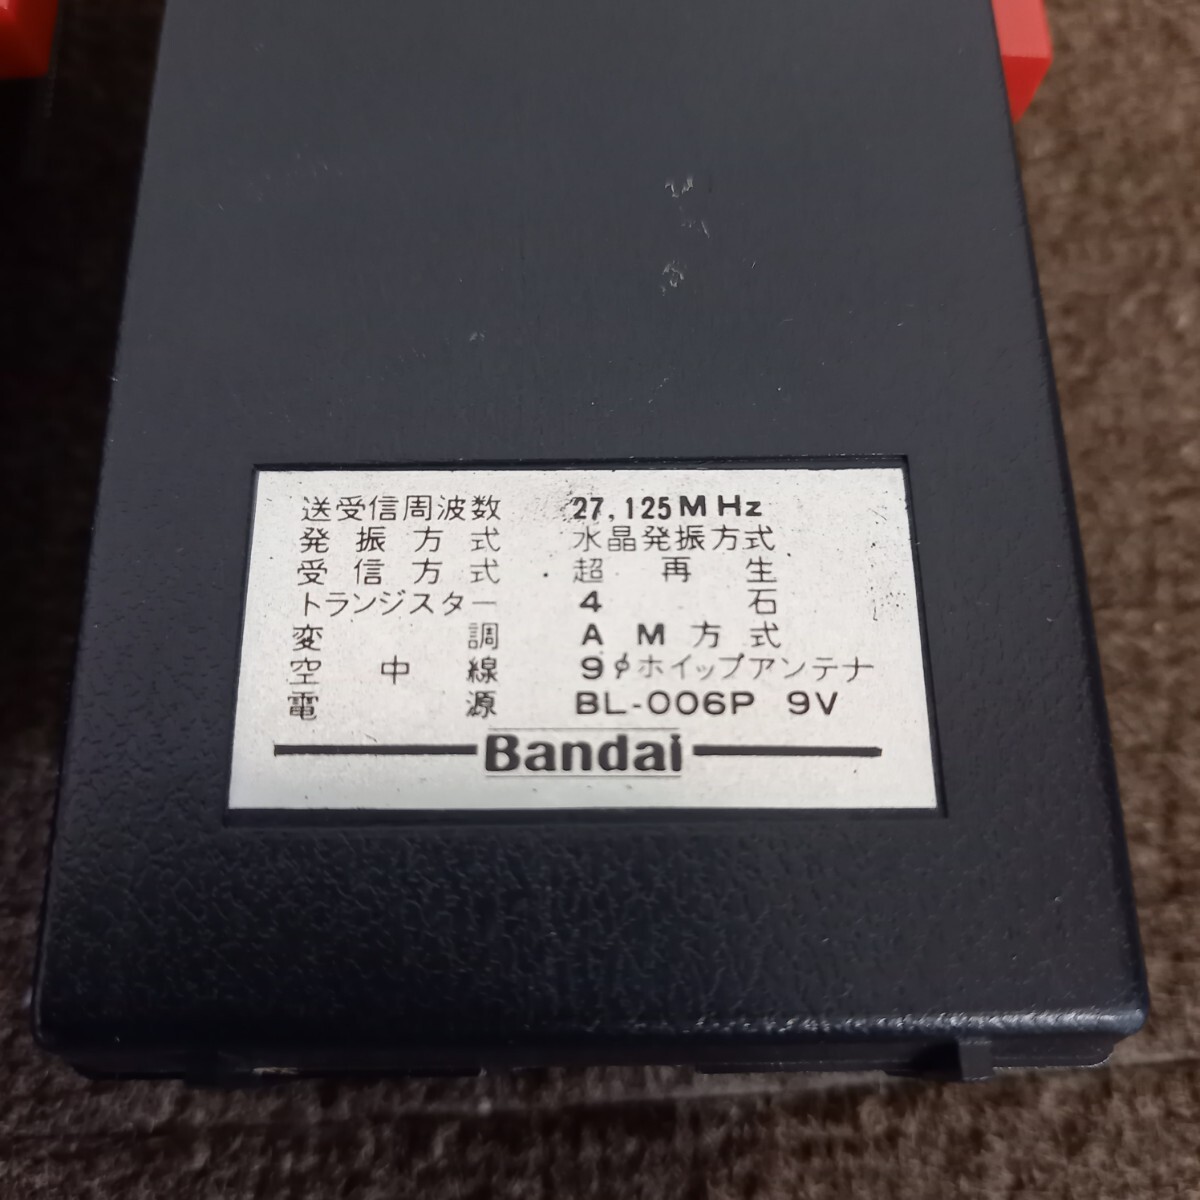 送受信周波数 27,125MHz
発振方式 水晶発振方式
受信方式 超再生
トランジスター 4石
変調 AM方式
空中線 9φホイップアンテナ
電源 BL-006P 9V
Bandai